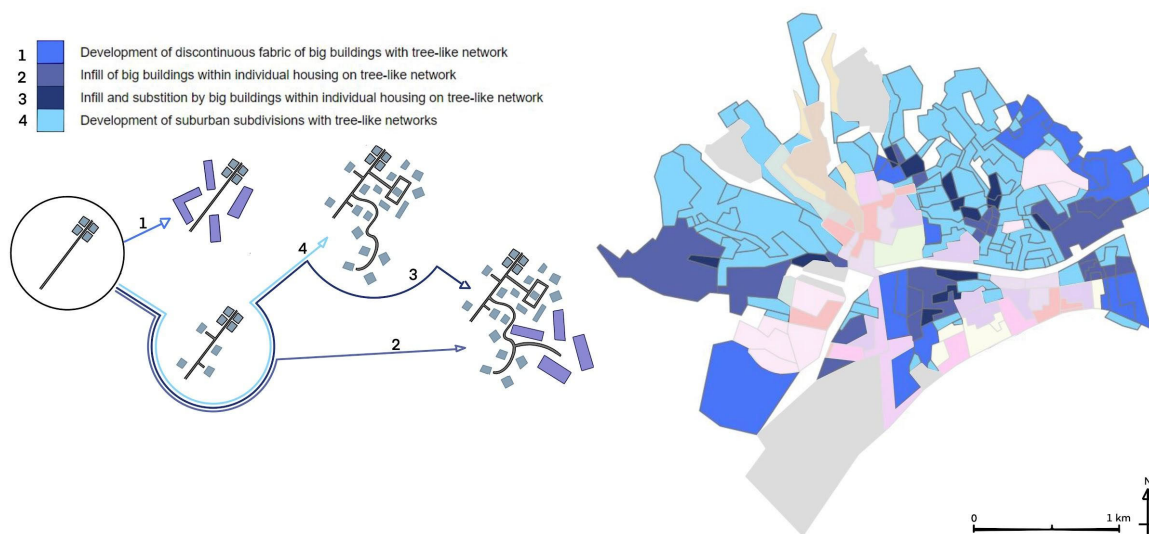 1 Development of discontinuous fabric of big buildings with tree-like network
2 Infill of big buildings within individual housing on tree-like network
3 Infill and substition by big buildings within individual housing on tree-like network
4 Development of suburban subdivisions with tree-like networks
1
4
3
2
N
0 1 km